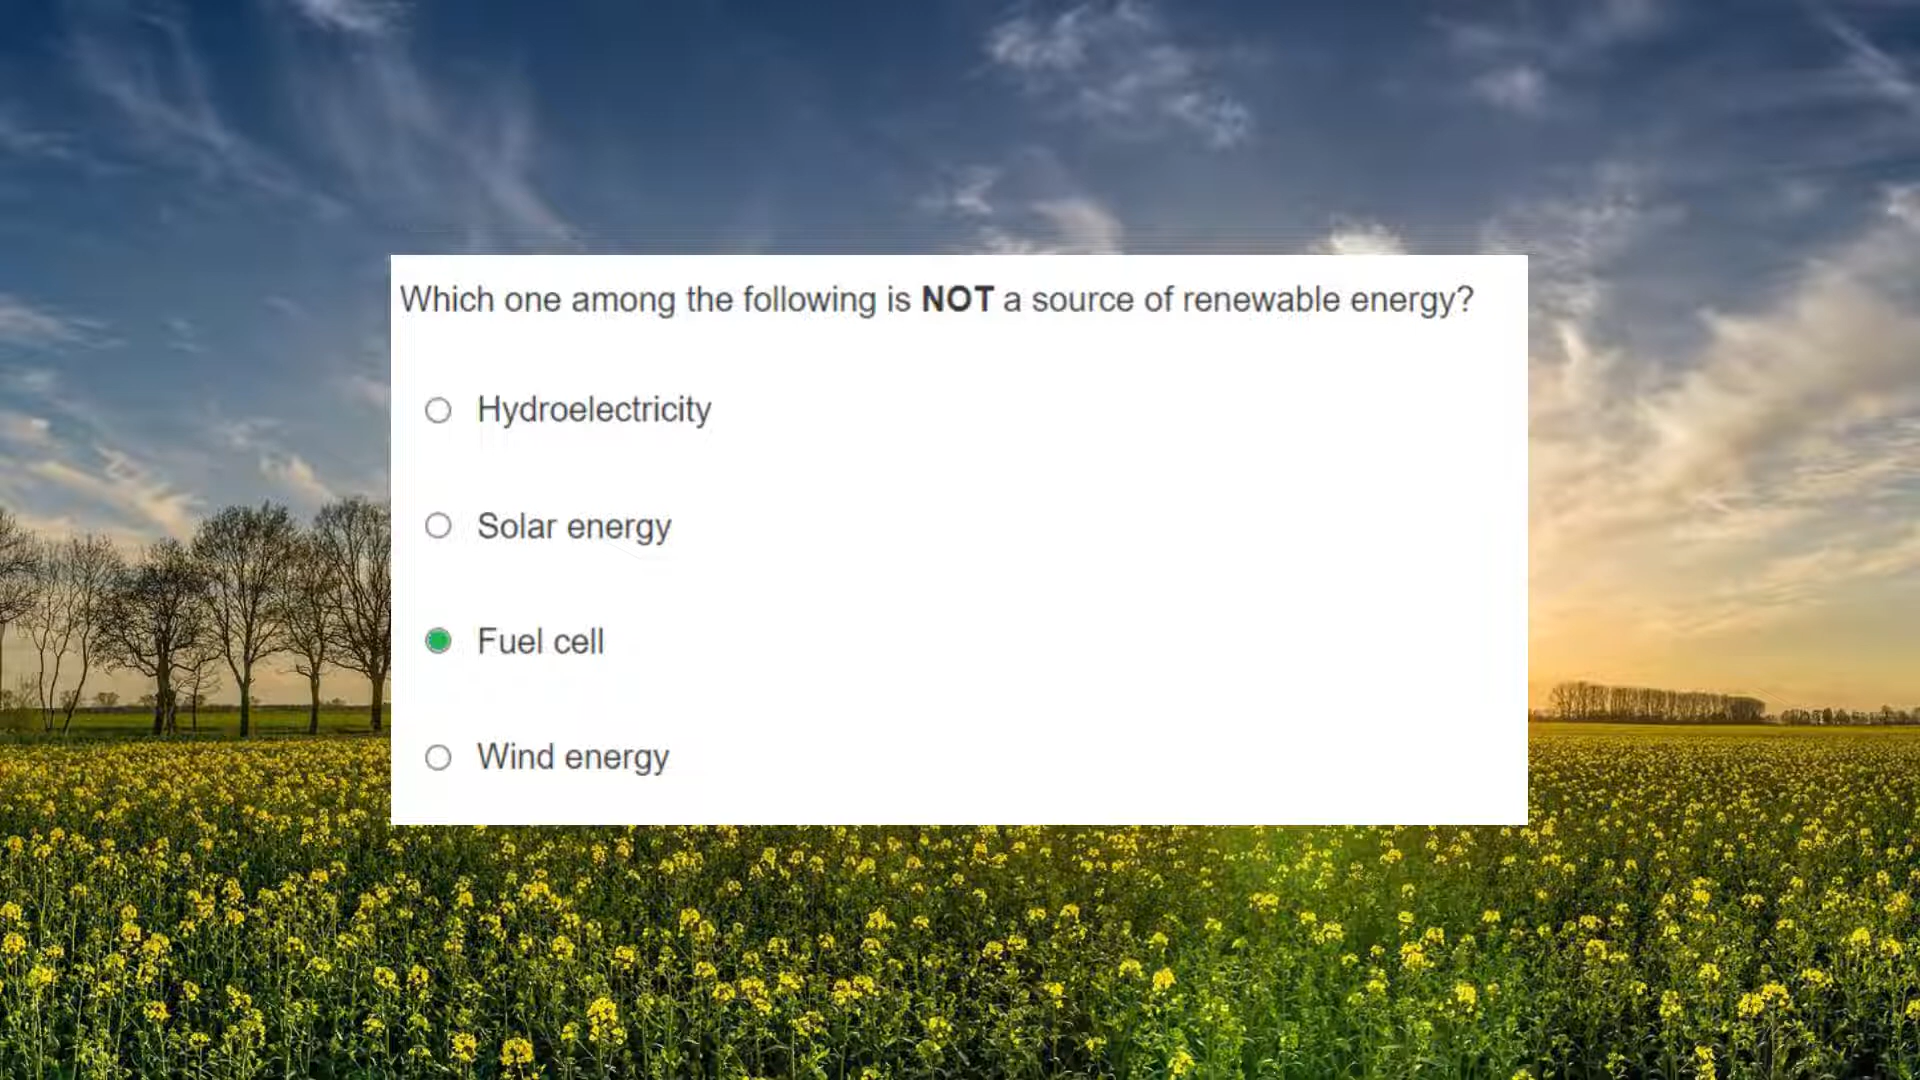 Which one among the following is NOT a source of renewable energy?
Hydroelectricity
Solar energy
Fuel cell
Wind energy